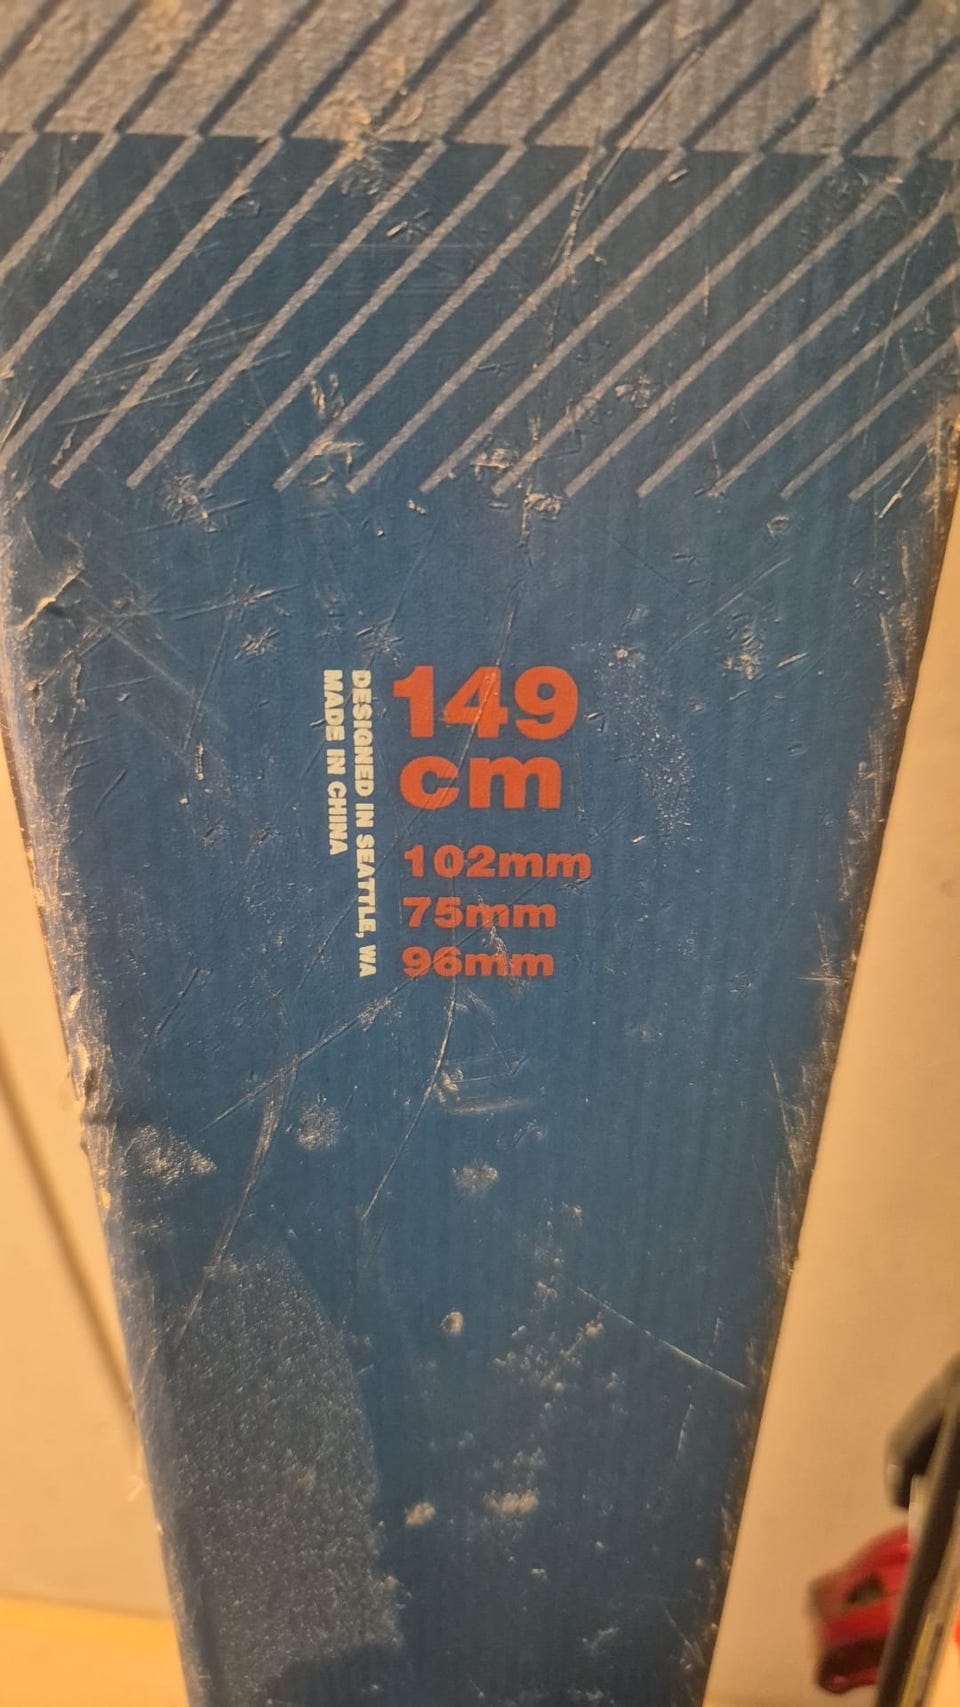 149
cm
102mm
75mm
96mm
DESIGNED IN SEATTLE, WA
MADE IN CHINA